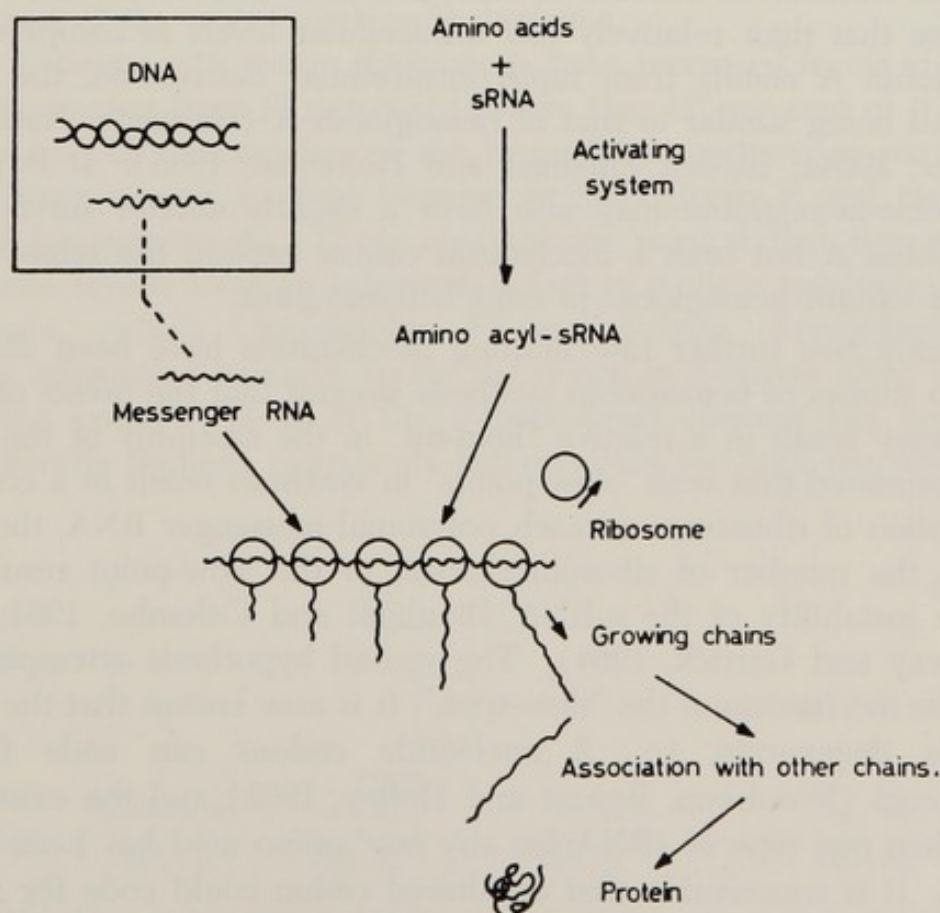 DNA
Amino acids
+
sRNA
Activating
system
Amino acyl-sRNA
Messenger RNA
Ribosome
Growing chains
Association with other chains.
Protein